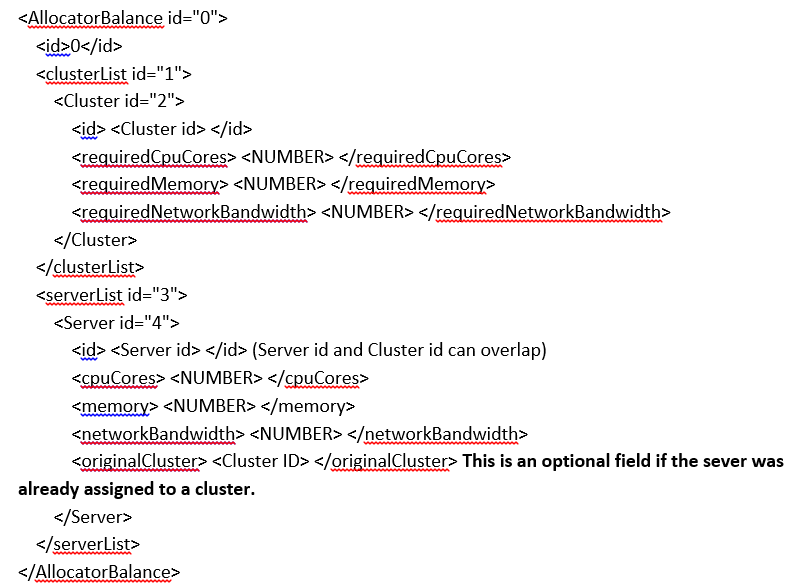 <AllocatorBalance id="0">
<id>0</id>
<clusterList id="1">
<Cluster id="2">
<id> <Cluster id> </id>
<requiredCpuCores> <NUMBER> </requiredCpuCores>
<requiredMemory> <NUMBER> </requiredMemory>
<requiredNetworkBandwidth> <NUMBER> </requiredNetworkBandwidth>
</Cluster>
</clusterList>
<serverList id="3">
<Server id="4">
<id> <Server id> </id> (Server id and Cluster id can overlap)
<cpuCores> <NUMBER> </cpuCores>
<memory> <NUMBER> </memory>
<networkBandwidth> <NUMBER> </networkBandwidth>
<originalCluster> <Cluster ID> </originalCluster> This is an optional field if the sever was
already assigned to a cluster.
</Server>
</serverList>
</AllocatorBalance>